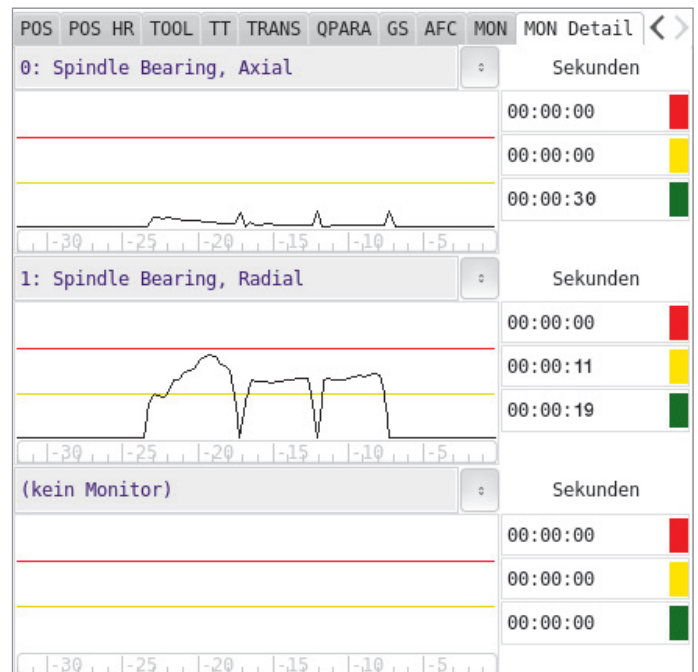 POS POS HR TOOL TT TRANS QPARA GS AFC MON MON Detail
0: Spindle Bearing, Axial Sekunden
00:00:00
00:00:00
00:00:30
-30 -25 -20 -15 -10 -5
1: Spindle Bearing, Radial Sekunden
00:00:00
00:00:11
00:00:19
-30 -25 -20 -15 -10 -5
(kein Monitor) Sekunden
00:00:00
00:00:00
00:00:00
-30 -25 -20 -15 -10 -5